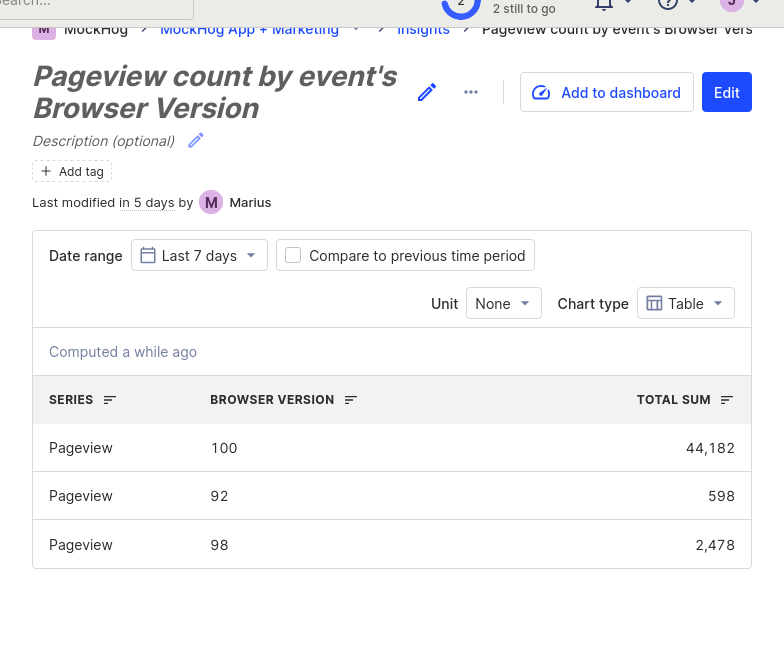 Search...
2
2 still to go
J
M MockHog MockHog App + Marketing Insights Pageview count by event's Browser Vers
Pageview count by event's
Browser Version
Add to dashboard
Edit
Description (optional)
Add tag
Last modified in 5 days by M Marius
Date range Last 7 days Compare to previous time period
Unit None Chart type Table
Computed a while ago
SERIES BROWSER VERSION TOTAL SUM
Pageview 100 44,182
Pageview 92 598
Pageview 98 2,478